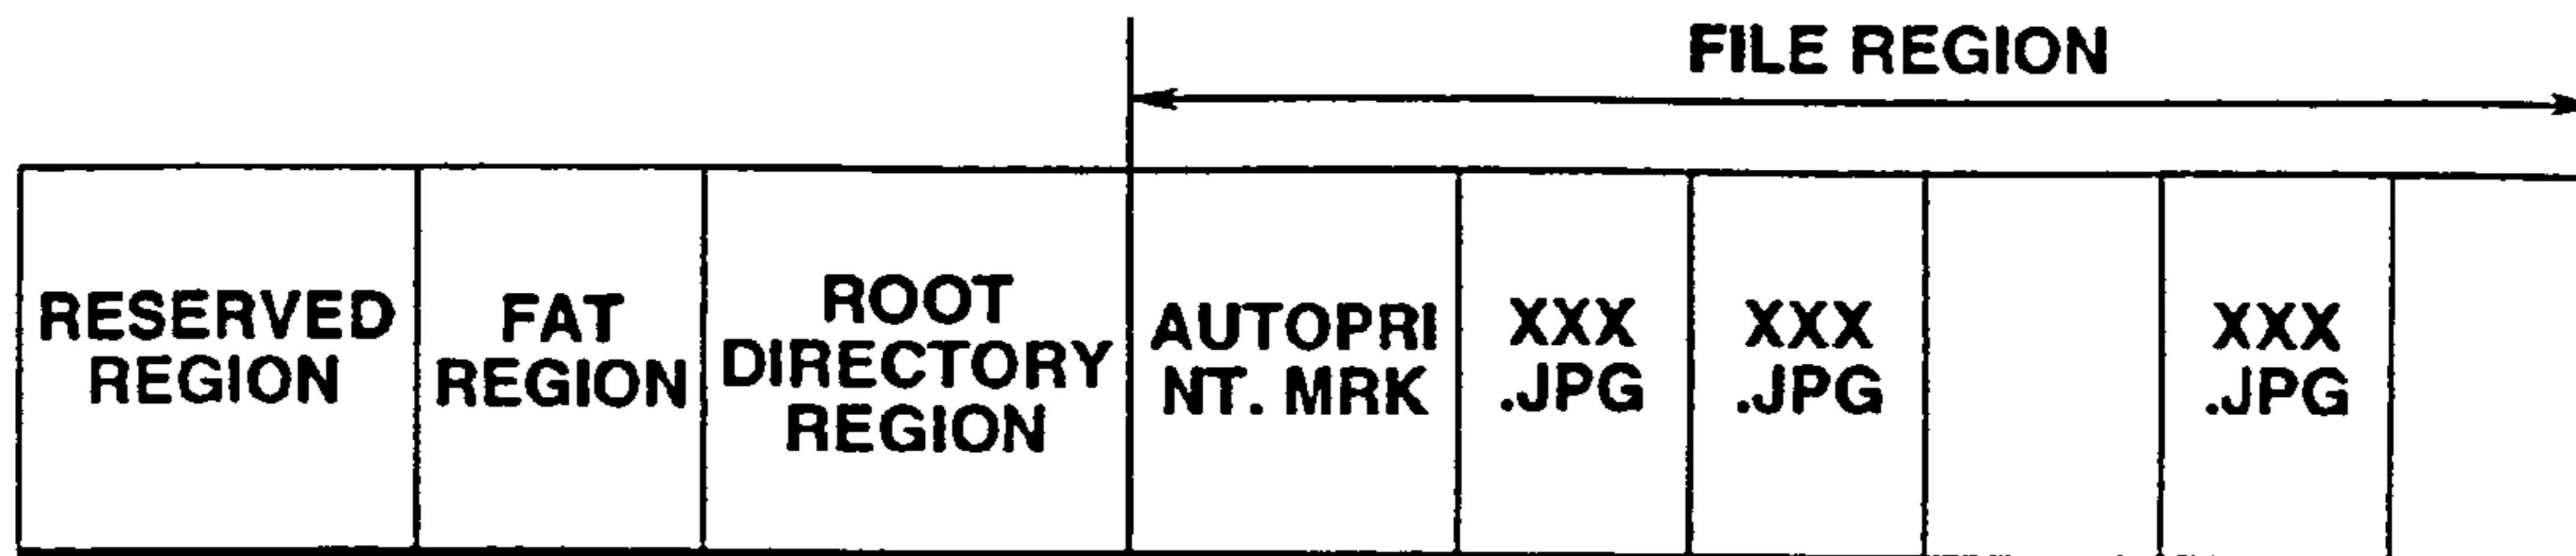 FILE REGION
RESERVED
REGION
FAT
REGION
ROOT
DIRECTORY
REGION
AUTOPRI
NT. MRK
XXX
.JPG
XXX
.JPG
XXX
.JPG